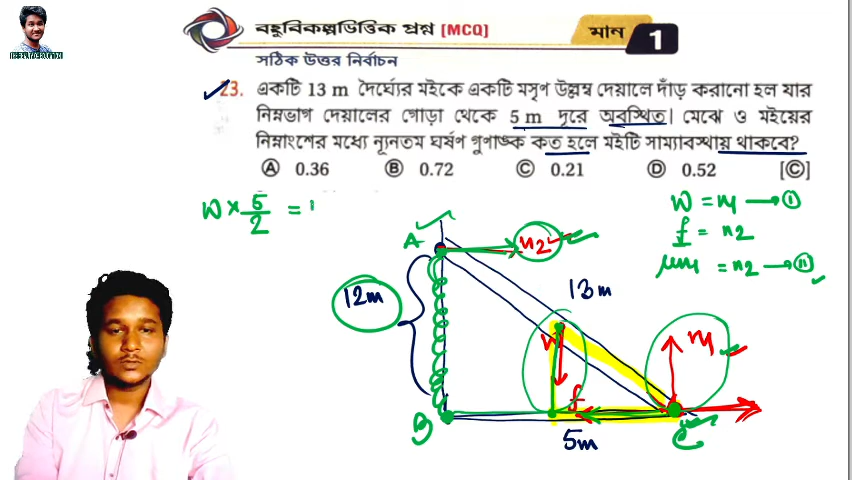 বহুবিকল্পভিত্তিক প্রশ্ন [MCQ] মান 1
সঠিক উত্তর নির্বাচন
23. একটি 13 m দৈর্ঘ্যের মইকে একটি মসৃণ উল্লম্ব দেয়ালে দাঁড় করানো হল যার
নিম্নভাগ দেয়ালের গোড়া থেকে 5 m দূরে অবস্থিত। মেঝে ও মইয়ের
নিম্নাংশের মধ্যে ন্যূনতম ঘর্ষণ গুণাঙ্ক কত হলে মইটি সাম্যাবস্থায় থাকবে?
Ⓐ 0.36 Ⓑ 0.72 Ⓒ 0.21 Ⓓ 0.52 [Ⓒ]
W × 5/2 =
W = n1 → ①
f = n2
μn1 = n2 → ②
A
n2
12m
13m
W
n1
f
B
C
5m